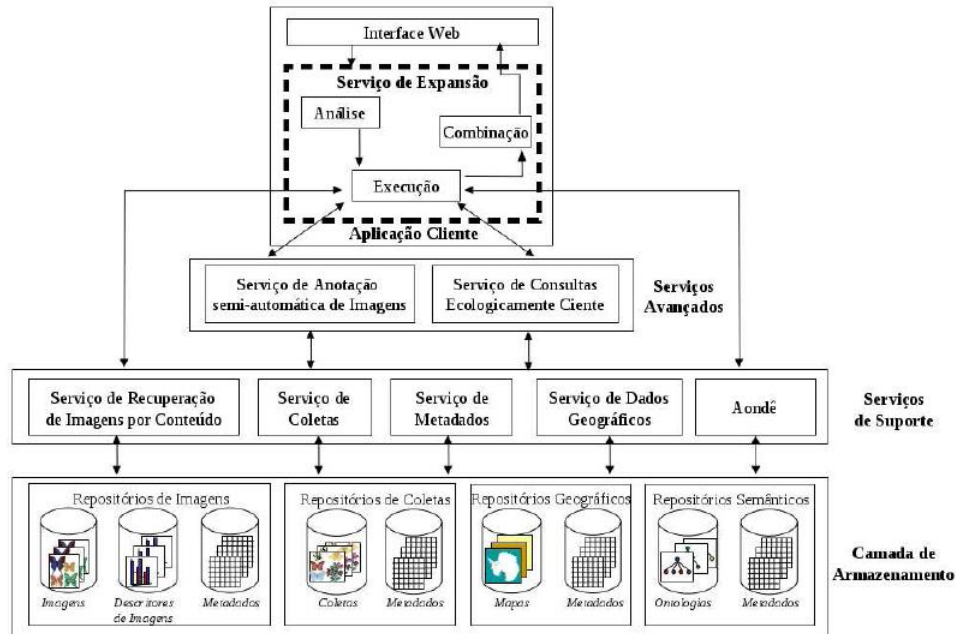 Interface Web
Serviço de Expansão
Análise
Combinação
Execução
Aplicação Cliente
Serviço de Anotação
semi-automática de Imagens
Serviço de Consultas
Ecologicamente Ciente
Serviços
Avançados
Serviço de Recuperação
de Imagens por Conteúdo
Serviço de
Coletas
Serviço de
Metadados
Serviço de Dados
Geográficos
Aondê
Serviços
de Suporte
Repositórios de Imagens
Imagens
Descritores
de Imagens
Metadados
Repositórios de Coletas
Coletas
Metadados
Repositórios Geográficos
Mapas
Metadados
Repositórios Semânticos
Ontologias
Metadados
Camada de
Armazenamento